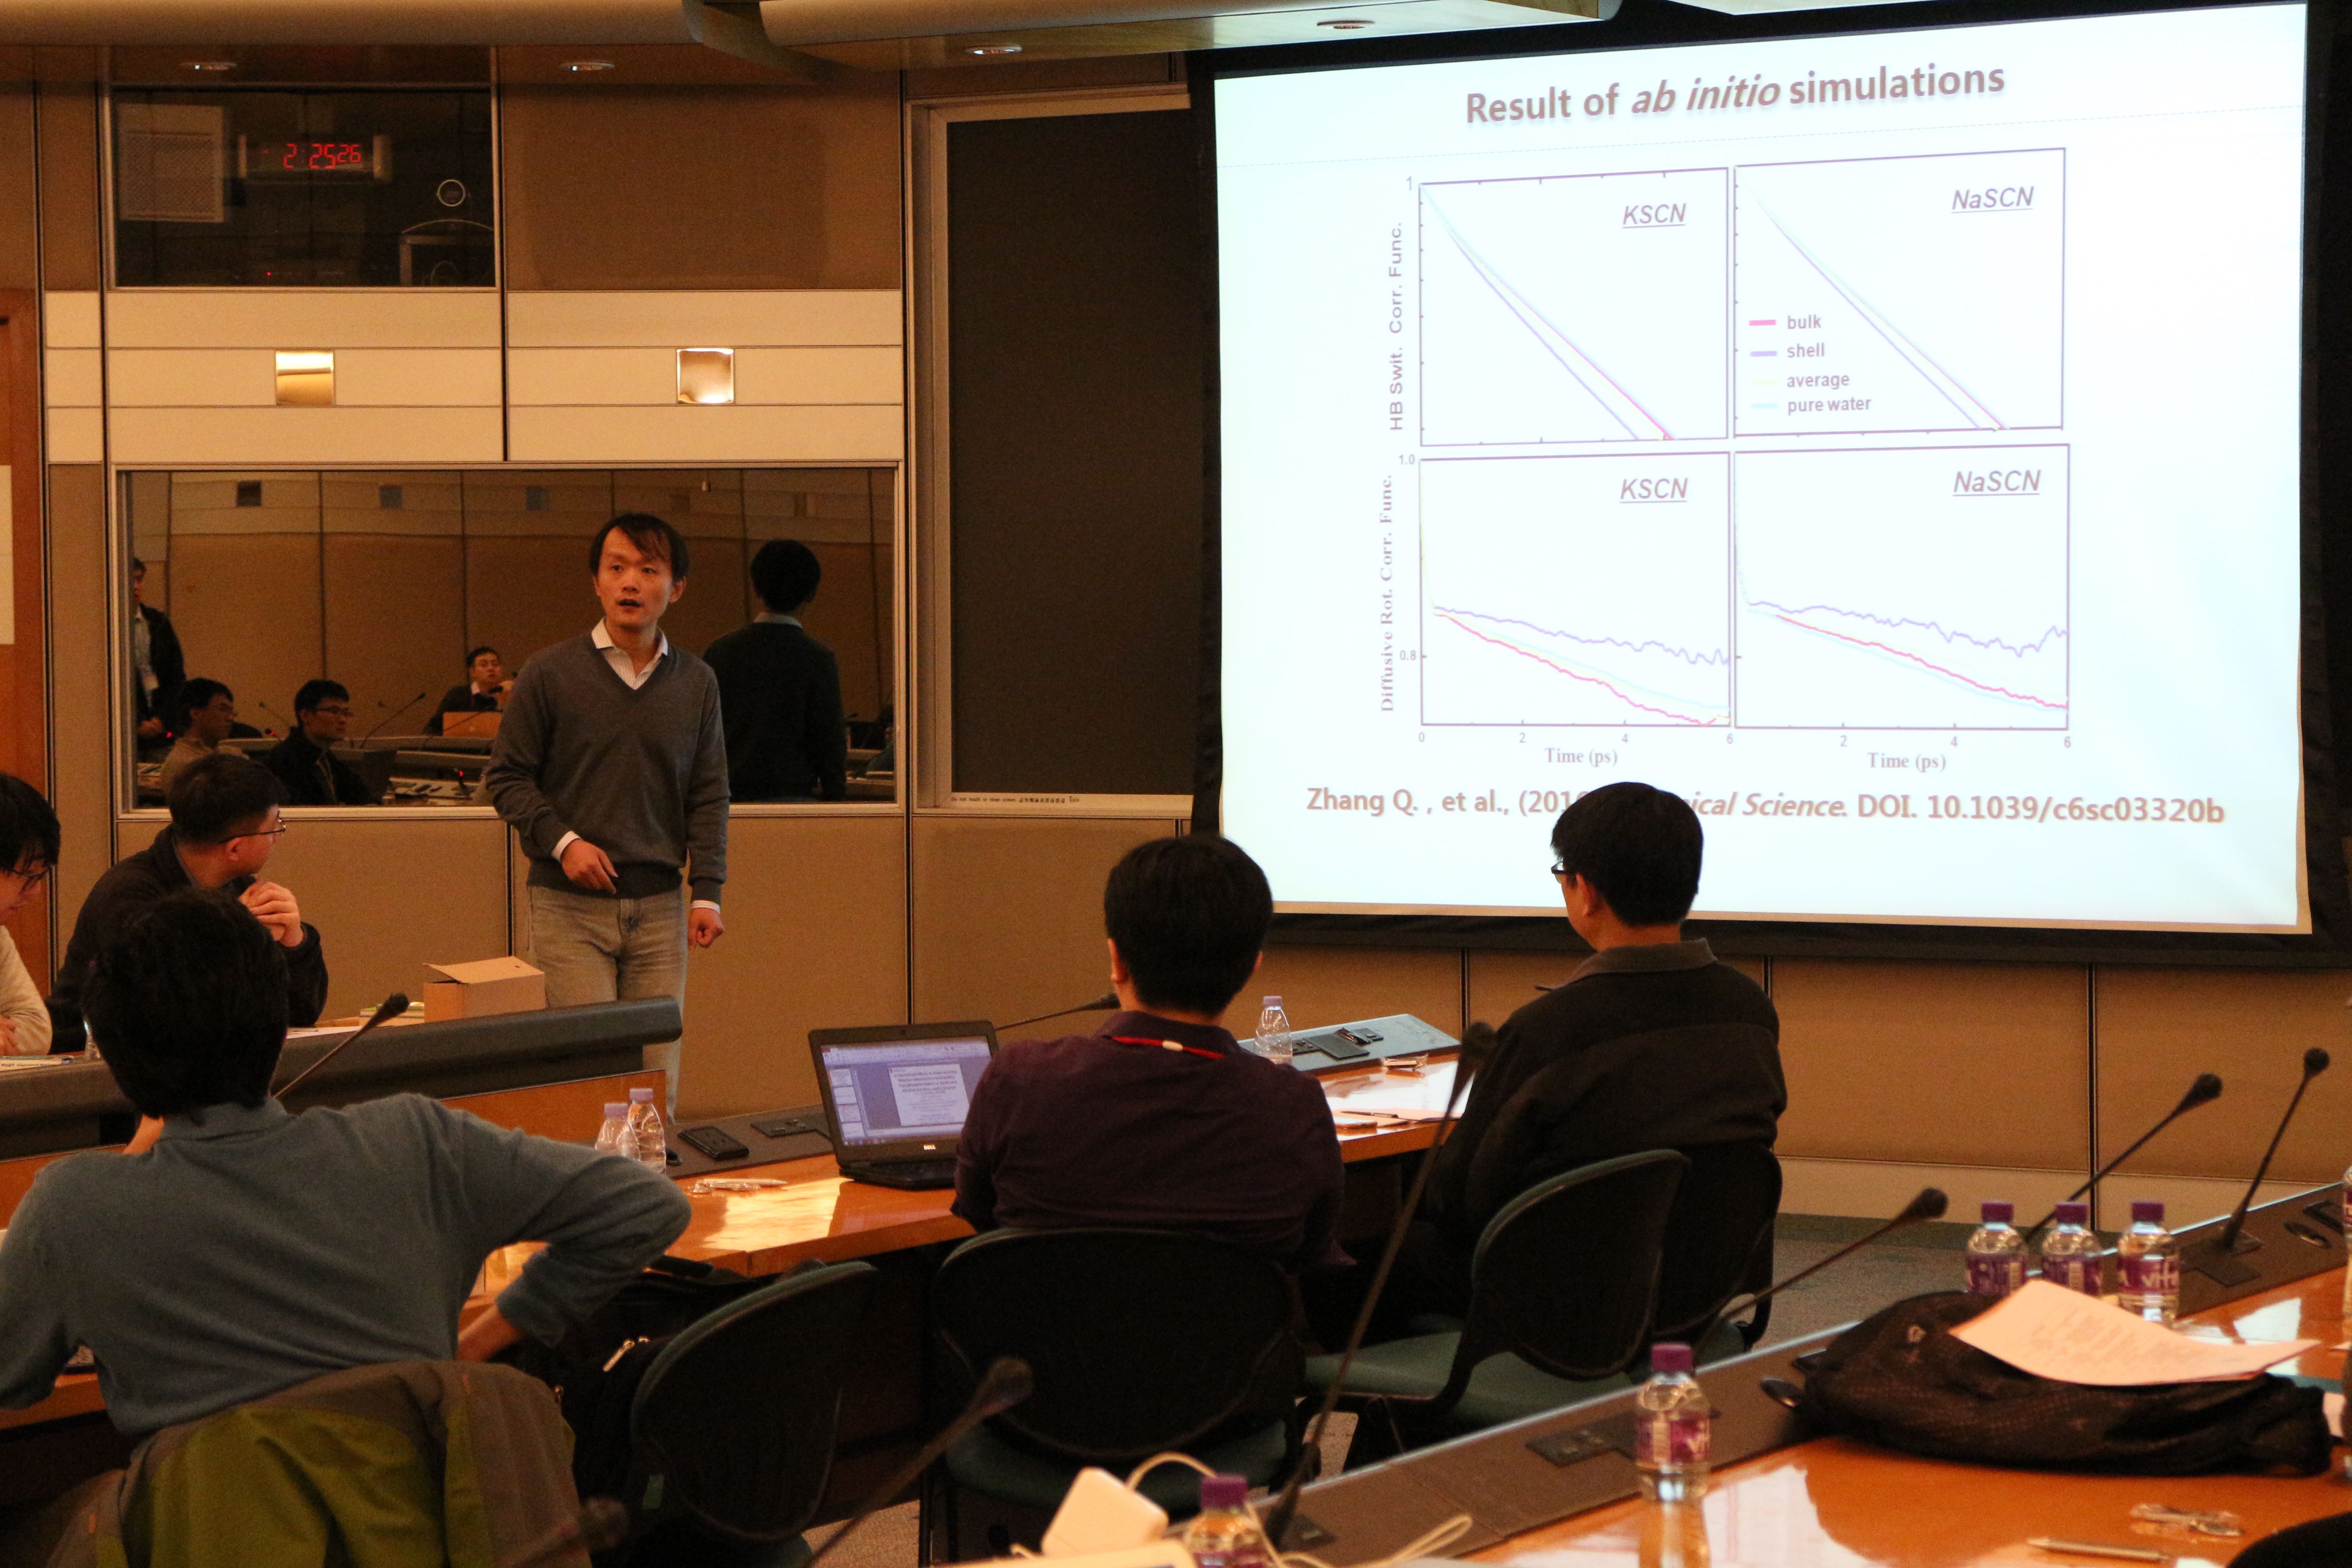 2:25 26
Result of ab initio simulations
1
KSCN
NaSCN
HB Swit. Corr. Func.
bulk
shell
average
pure water
1.0
KSCN
NaSCN
Diffusive Rot. Corr. Func.
0.8
0 2 4 6
2 4 6
Time (ps)
Time (ps)
Zhang Q. , et al., (201 ical Science. DOI. 10.1039/c6sc03320b
DELL